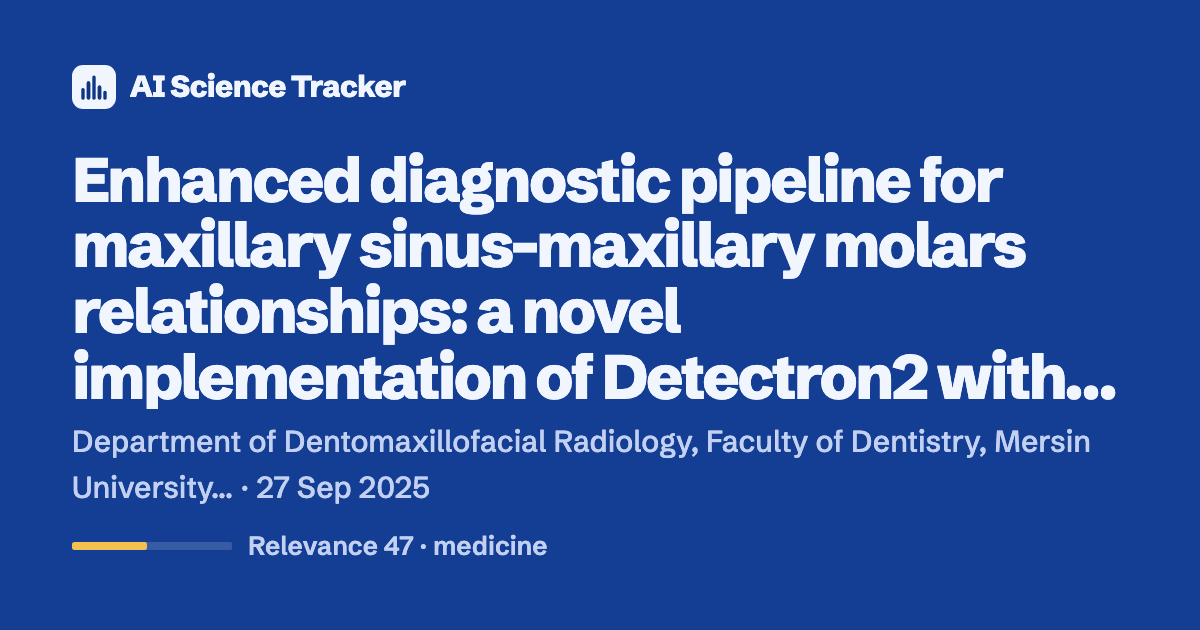 AI Science Tracker
Enhanced diagnostic pipeline for
maxillary sinus–maxillary molars
relationships: a novel
implementation of Detectron2 with...
Department of Dentomaxillofacial Radiology, Faculty of Dentistry, Mersin
University... · 27 Sep 2025
Relevance 47 · medicine